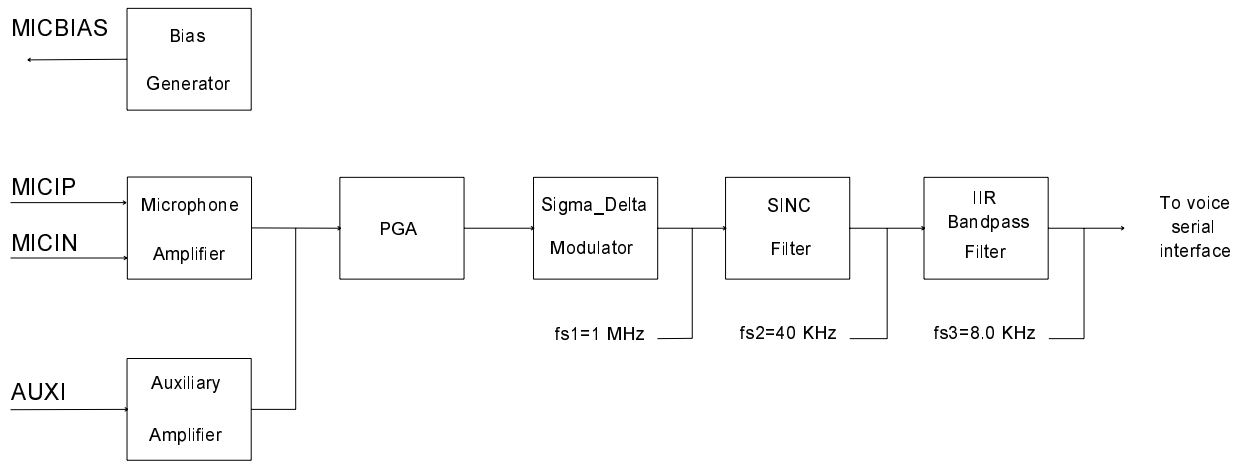 MICBIAS
Bias
Generator
MICIP
MICIN
Microphone
Amplifier
PGA
Sigma_Delta
Modulator
SINC
Filter
IIR
Bandpass
Filter
To voice
serial
interface
fs1=1 MHz
fs2=40 KHz
fs3=8.0 KHz
AUXI
Auxiliary
Amplifier